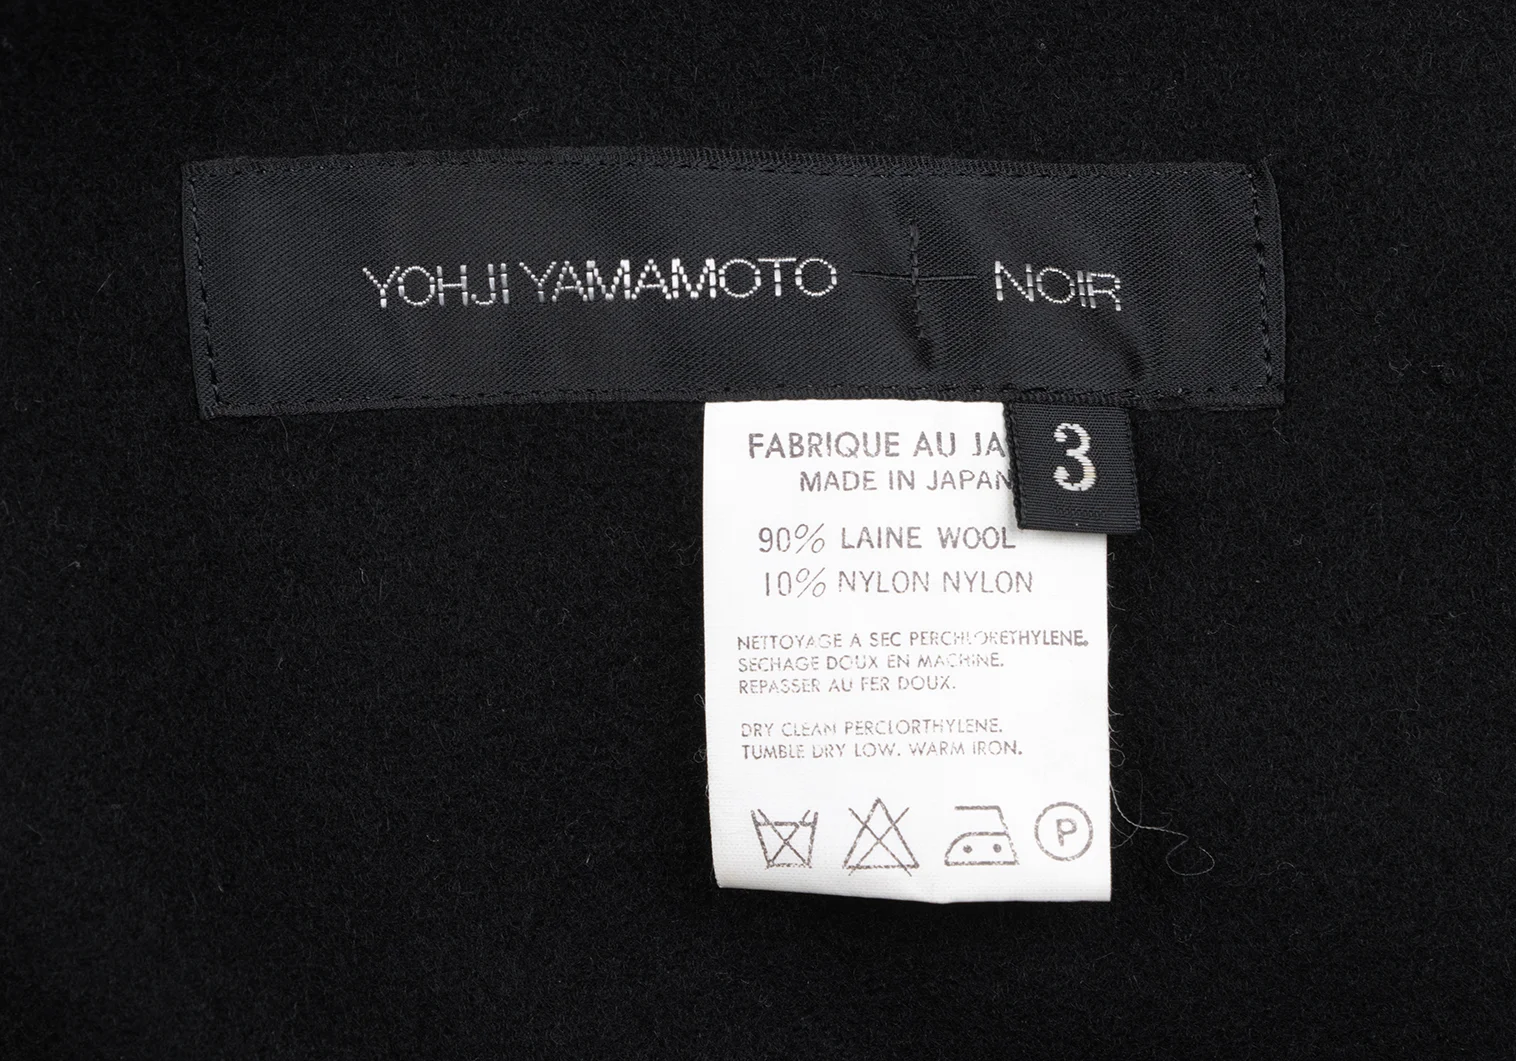 YOHJI YAMAMOTO + NOIR
3
FABRIQUE AU JA
MADE IN JAPAN
90% LAINE WOOL
10% NYLON NYLON
NETTOYAGE A SEC PERCHLORETHYLENE.
SECHAGE DOUX EN MACHINE.
REPASSER AU FER DOUX.
DRY CLEAN PERCLORTHYLENE.
TUMBLE DRY LOW. WARM IRON.
P